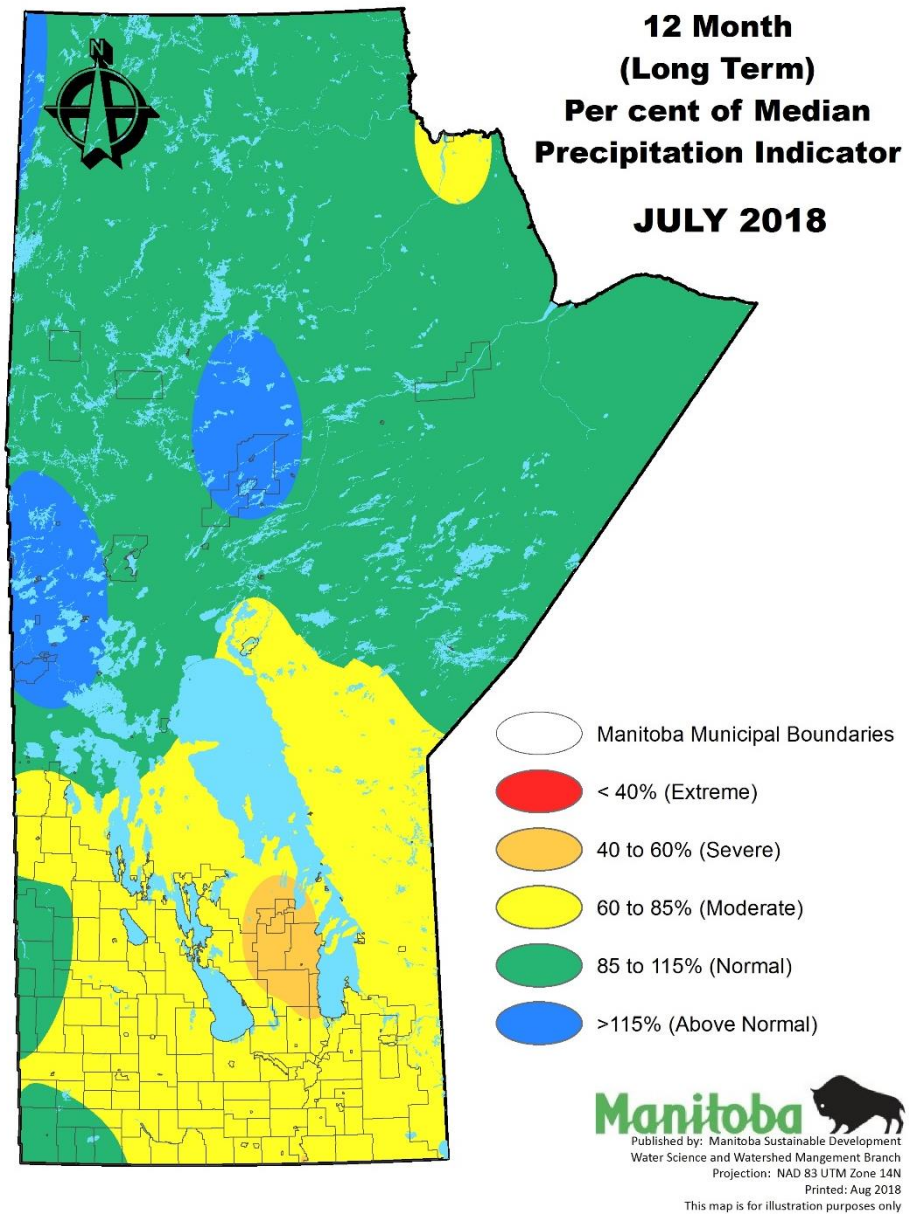 12 Month
(Long Term)
Per cent of Median
Precipitation Indicator
JULY 2018
N
Manitoba Municipal Boundaries
< 40% (Extreme)
40 to 60% (Severe)
60 to 85% (Moderate)
85 to 115% (Normal)
>115% (Above Normal)
Manitoba
Published by: Manitoba Sustainable Development
Water Science and Watershed Mangement Branch
Projection: NAD 83 UTM Zone 14N
Printed: Aug 2018
This map is for illustration purposes only